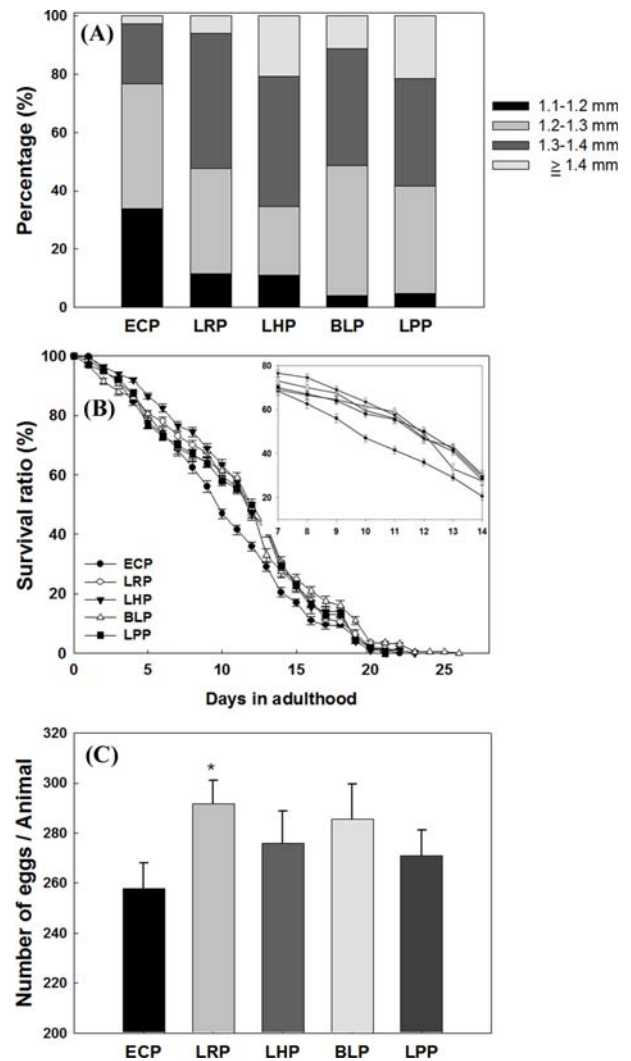 (A)
Percentage (%)
100
80
60
40
20
0
ECP LRP LHP BLP LPP
1.1-1.2 mm
1.2-1.3 mm
1.3-1.4 mm
≧ 1.4 mm
(B)
Survival ratio (%)
100
80
60
40
20
0
ECP
LRP
LHP
BLP
LPP
80
60
40
20
7 8 9 10 11 12 13 14
0 5 10 15 20 25
Days in adulthood
(C)
Number of eggs / Animal
320
300
280
260
240
220
200
*
ECP LRP LHP BLP LPP